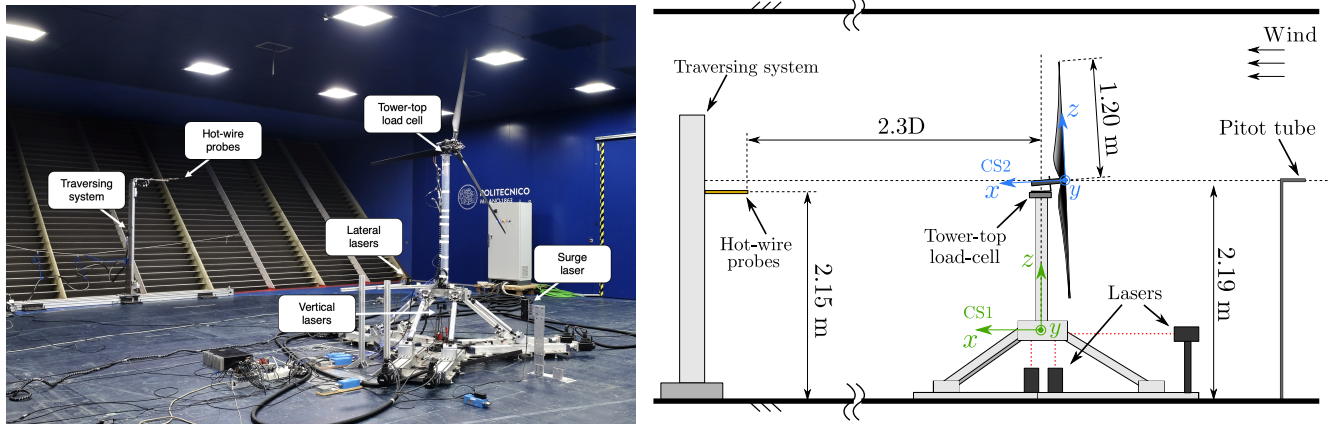 Tower-top
load cell
Hot-wire
probes
Traversing
system
POLITECNICO
MILANO 1863
Lateral
lasers
Surge
laser
Vertical
lasers
Wind
Traversing system
1.20 m
z
Pitot tube
2.3D
CS2
x
y
Hot-wire
probes
Tower-top
load-cell
2.15 m
z
2.19 m
Lasers
CS1
x
y